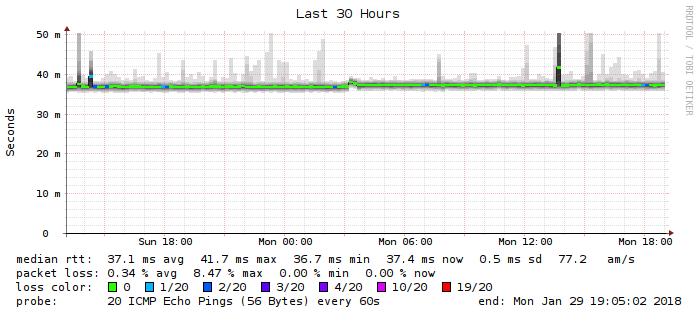 Last 30 Hours
RRDTOOL / TOBI OETIKER
Seconds
50 m
40 m
30 m
20 m
10 m
0
Sun 18:00 Mon 00:00 Mon 06:00 Mon 12:00 Mon 18:00
median rtt: 37.1 ms avg 41.7 ms max 36.7 ms min 37.4 ms now 0.5 ms sd 77.2 am/s
packet loss: 0.34 % avg 8.47 % max 0.00 % min 0.00 % now
loss color: 0 1/20 2/20 3/20 4/20 10/20 19/20
probe: 20 ICMP Echo Pings (56 Bytes) every 60s end: Mon Jan 29 19:05:02 2018